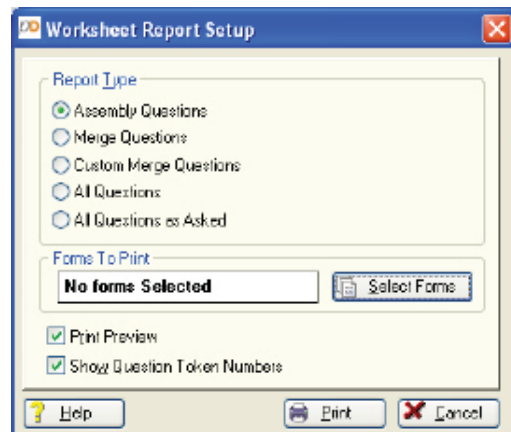 Worksheet Report Setup
Report Type
Assembly Questions
Merge Questions
Custom Merge Questions
All Questions
All Questions as Asked
Forms To Print
No forms Selected
Select Forms
Print Preview
Show Question Token Numbers
Help
Print
Cancel